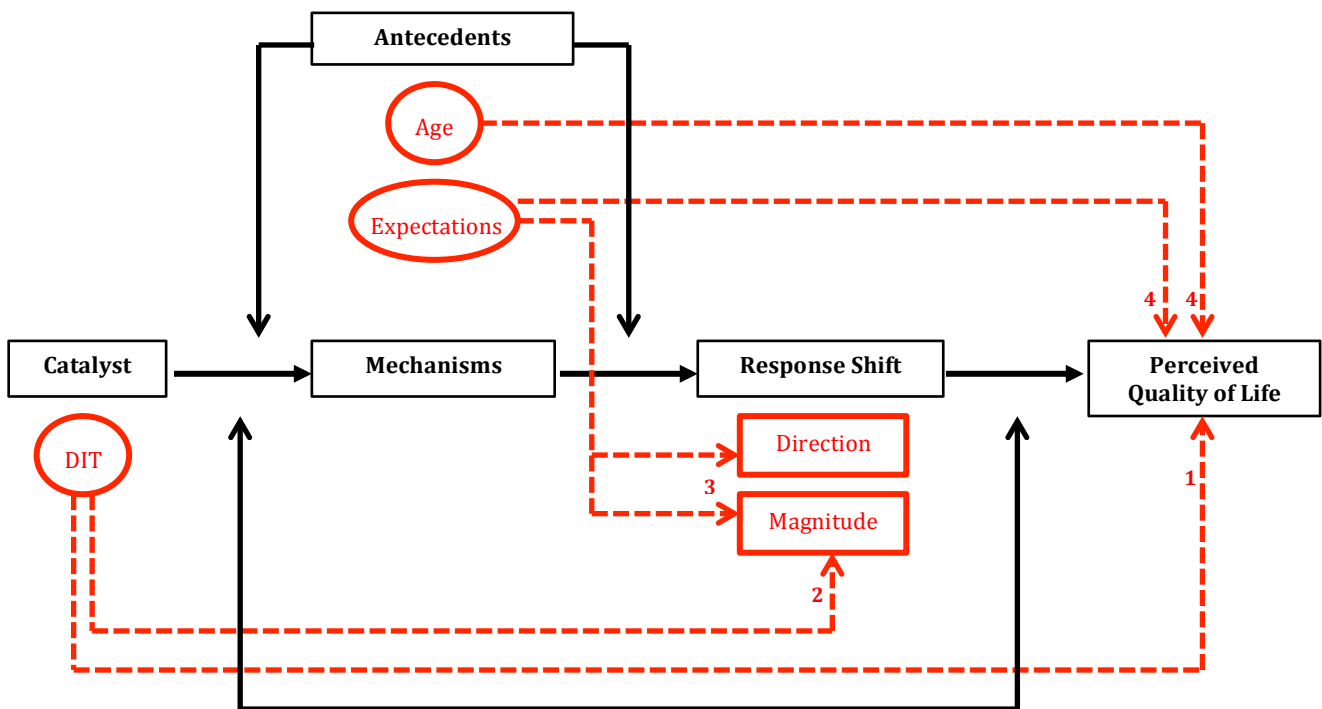 Antecedents
Age
Expectations
4
4
Catalyst
Mechanisms
Response Shift
Perceived
Quality of Life
DIT
Direction
3
1
Magnitude
2